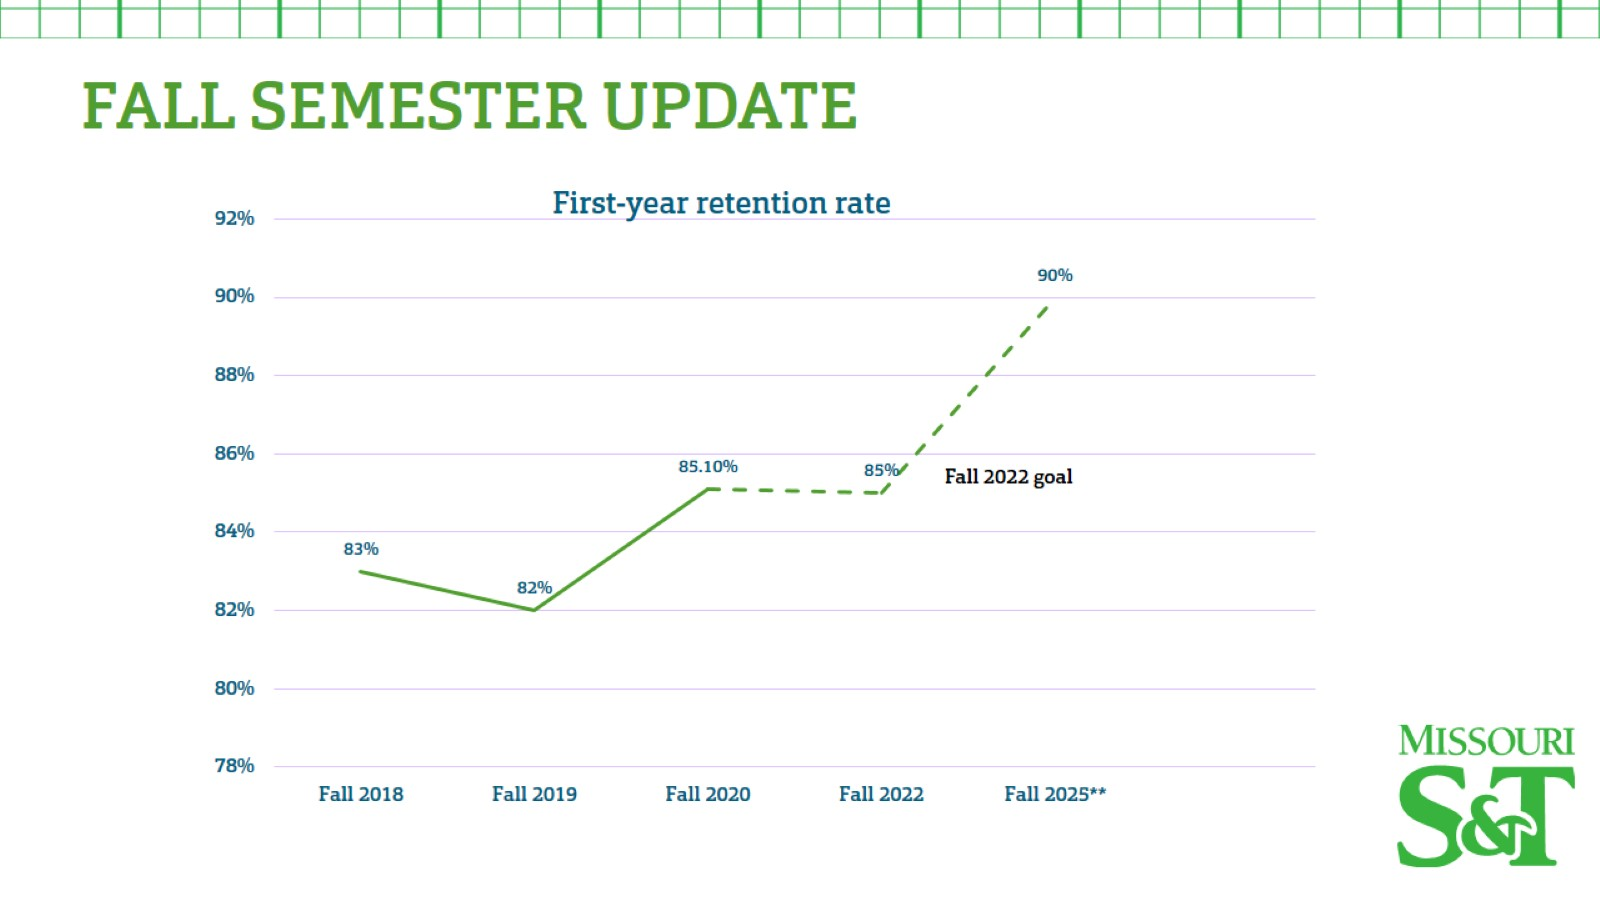 FALL SEMESTER UPDATE
First-year retention rate
92%
90%
88%
86%
84%
82%
80%
78%
83%
82%
85.10%
85%
90%
Fall 2022 goal
Fall 2018
Fall 2019
Fall 2020
Fall 2022
Fall 2025**
MISSOURI
S&T